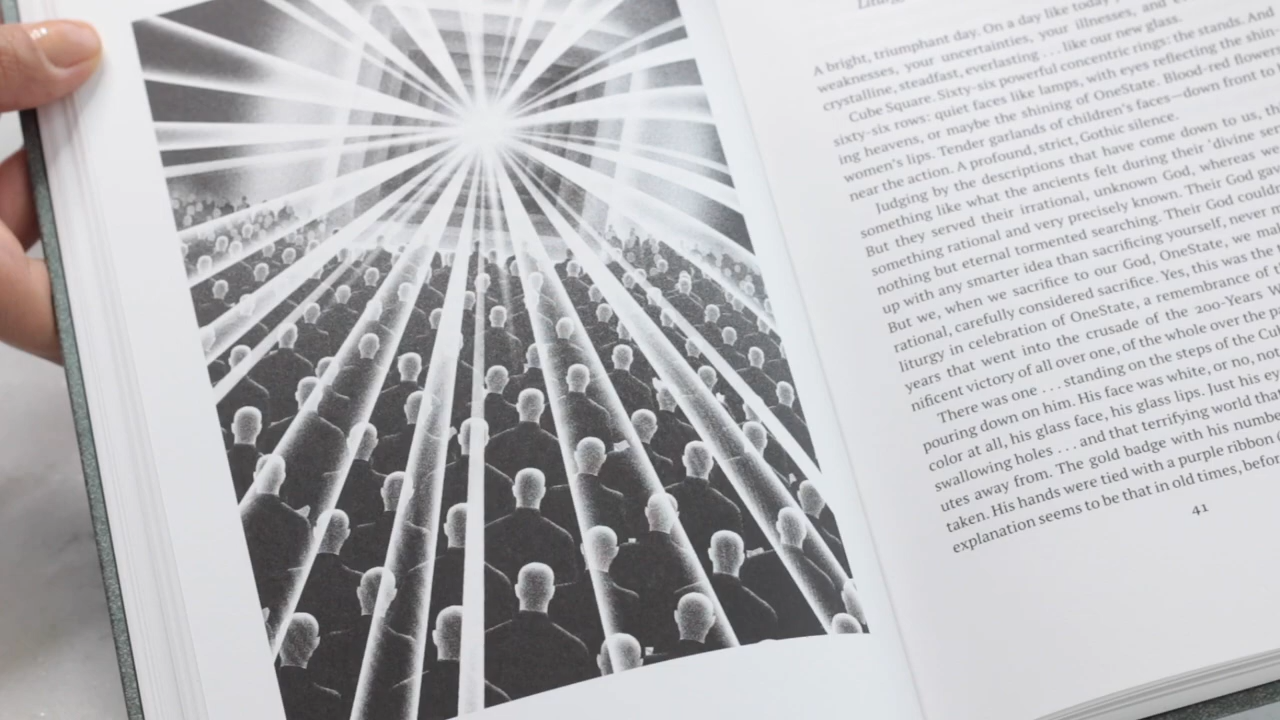 Liturgy
A bright, triumphant day. On a day like today
weaknesses, your uncertainties, your illnesses, and
crystalline, steadfast, everlasting . . . like our new glass.
Cube Square. Sixty-six powerful concentric rings: the stands. And
sixty-six rows: quiet faces like lamps, with eyes reflecting the shin-
ing heavens, or maybe the shining of OneState. Blood-red flowers
women's lips. Tender garlands of children's faces—down front to
near the action. A profound, strict, Gothic silence.
Judging by the descriptions that have come down to us, th
something like what the ancients felt during their 'divine ser
But they served their irrational, unknown God, whereas we
something rational and very precisely known. Their God gav
nothing but eternal tormented searching. Their God could
up with any smarter idea than sacrificing yourself, never m
But we, when we sacrifice to our God, OneState, we mak
rational, carefully considered sacrifice. Yes, this was the
liturgy in celebration of OneState, a remembrance of
years that went into the crusade of the 200-Years W
nificent victory of all over one, of the whole over the p
There was one . . . standing on the steps of the Cu
pouring down on him. His face was white, or no, not
color at all, his glass face, his glass lips. Just his ey
swallowing holes . . . and that terrifying world that
utes away from. The gold badge with his number
taken. His hands were tied with a purple ribbon
explanation seems to be that in old times, before
41